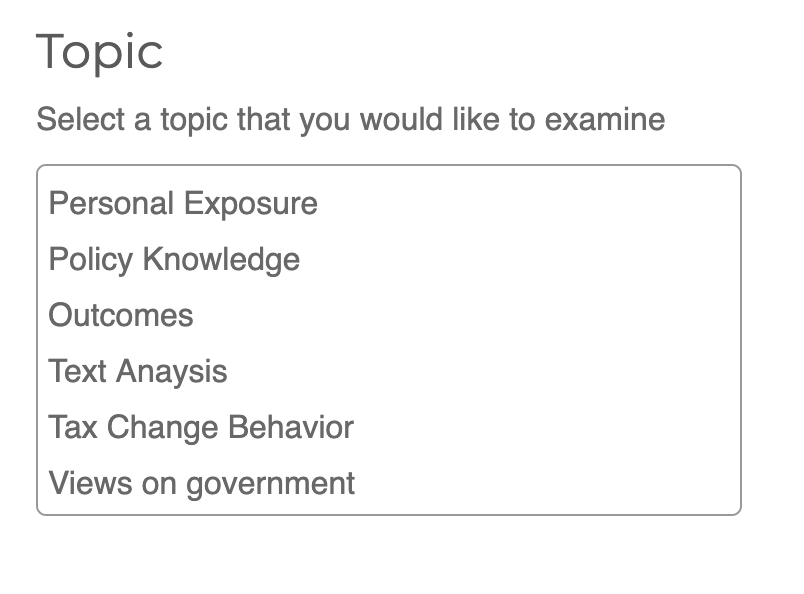 Topic
Select a topic that you would like to examine
Personal Exposure
Policy Knowledge
Outcomes
Text Anaysis
Tax Change Behavior
Views on government